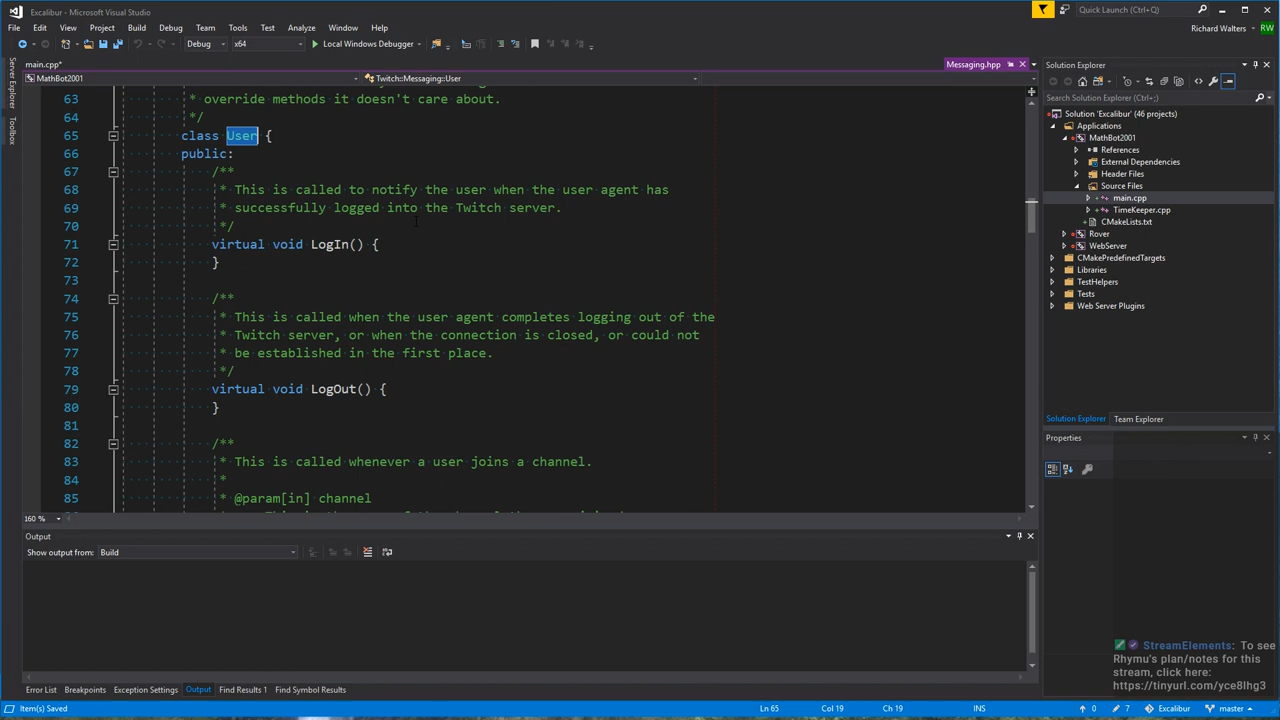 Excalibur - Microsoft Visual Studio
Quick Launch (Ctrl+Q)
File Edit View Project Build Debug Team Tools Test Analyze Window Help
Richard Walters RW
Debug x64 Local Windows Debugger
main.cpp*
Messaging.hpp
MathBot2001
Twitch::Messaging::User
Server Explorer
Toolbox
63 * override methods it doesn't care about.
64 */
65 class User {
66 public:
67 /**
68 * This is called to notify the user when the user agent has
69 * successfully logged into the Twitch server.
70 */
71 virtual void LogIn() {
72 }
73
74 /**
75 * This is called when the user agent completes logging out of the
76 * Twitch server, or when the connection is closed, or could not
77 * be established in the first place.
78 */
79 virtual void LogOut() {
80 }
81
82 /**
83 * This is called whenever a user joins a channel.
84 *
85 * @param[in] channel
160 %
Output
Show output from: Build
Error List Breakpoints Exception Settings Output Find Results 1 Find Symbol Results
Solution Explorer
Search Solution Explorer (Ctrl+;)
Solution 'Excalibur' (46 projects)
Applications
MathBot2001
References
External Dependencies
Header Files
Source Files
main.cpp
TimeKeeper.cpp
CMakeLists.txt
Rover
WebServer
CMakePredefinedTargets
Libraries
TestHelpers
Tests
Web Server Plugins
Solution Explorer Team Explorer
Properties
StreamElements: To see
Rhymu's plan/notes for this
stream, click here:
https://tinyurl.com/yce8lhg3
Item(s) Saved Ln 65 Col 19 Ch 19 INS 0 7 Excalibur master